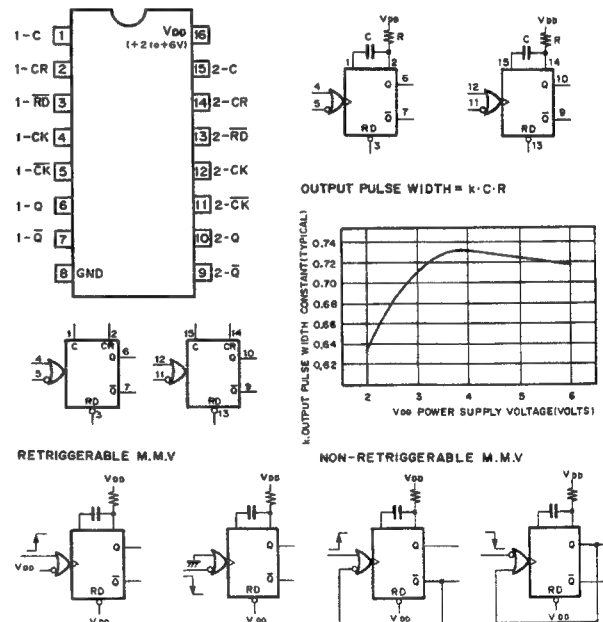 1-C 1
VDD 16
(+2 to +6V)
1-CR 2
15 2-C
1-R̅D̅ 3
14 2-CR
1-CK 4
13 2-R̅D̅
1-C̅K̅ 5
12 2-CK
1-Q 6
11 2-C̅K̅
1-Q̅ 7
10 2-Q
8 GND
9 2-Q̅
VDD
C R
1 2
4
5
Q 6
Q̅ 7
RD
3
VDD
C R
15 14
12
11
Q 10
Q̅ 9
RD
13
OUTPUT PULSE WIDTH = k·C·R
k. OUTPUT PULSE WIDTH CONSTANT (TYPICAL)
0,74
0,72
0,70
0,68
0,66
0,64
0,62
2 3 4 5 6
VDD POWER SUPPLY VOLTAGE (VOLTS)
1 2
C CR
4
5
Q 6
Q̅ 7
RD
3
15 14
C CR
12
11
Q 10
Q̅ 9
RD
13
RETRIGGERABLE M.M.V
VDD
VDD
Q
Q̅
RD
VDD
VDD
Q
Q̅
RD
VDD
NON-RETRIGGERABLE M.M.V
VDD
Q
Q̅
RD
VDD
VDD
Q
Q̅
RD
VDD